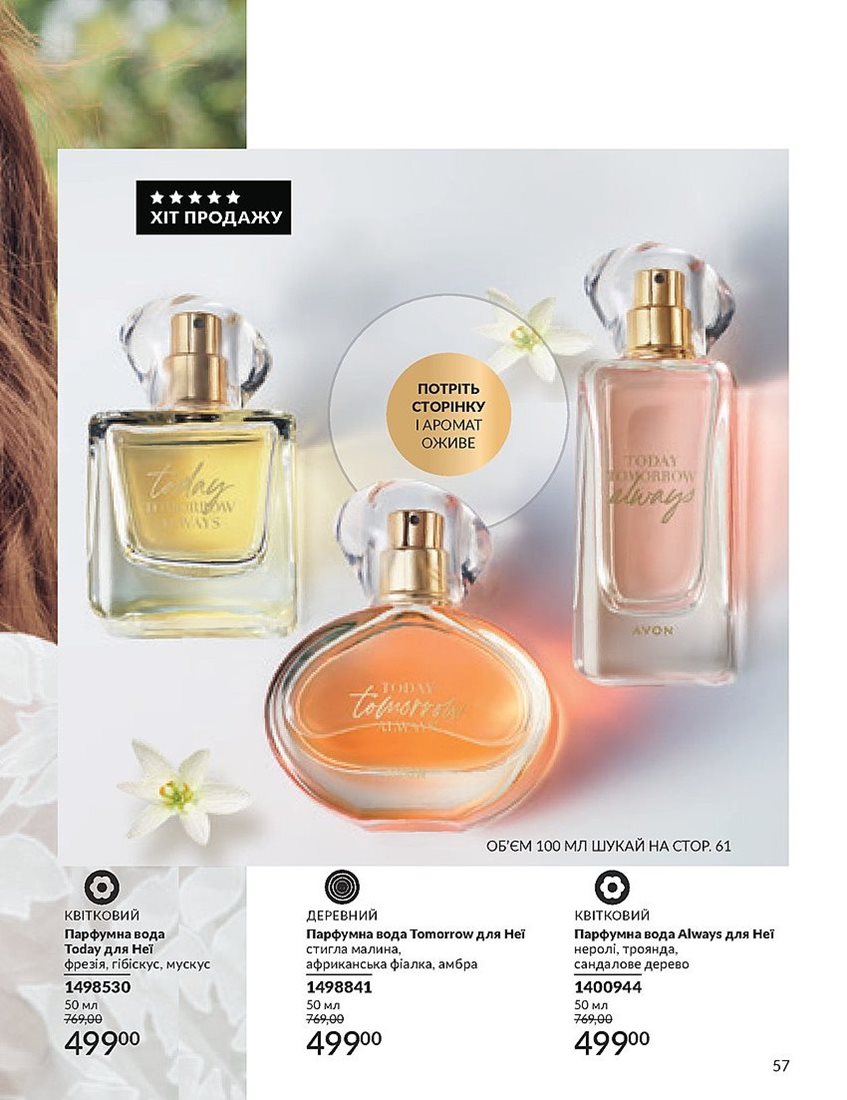 ХІТ ПРОДАЖУ
ПОТРІТЬ
СТОРІНКУ
І АРОМАТ
ОЖИВЕ
today
TOMORROW
ALWAYS
TODAY
TOMORROW
always
AVON
TODAY
tomorrow
ALWAYS
AVON
ОБ'ЄМ 100 МЛ ШУКАЙ НА СТОР. 61
КВІТКОВИЙ
Парфумна вода
Today для Неї
фрезія, гібіскус, мускус
1498530
50 мл
769,00
499⁰⁰
ДЕРЕВНИЙ
Парфумна вода Tomorrow для Неї
стигла малина,
африканська фіалка, амбра
1498841
50 мл
769,00
499⁰⁰
КВІТКОВИЙ
Парфумна вода Always для Неї
неролі, троянда,
сандалове дерево
1400944
50 мл
769,00
499⁰⁰
57